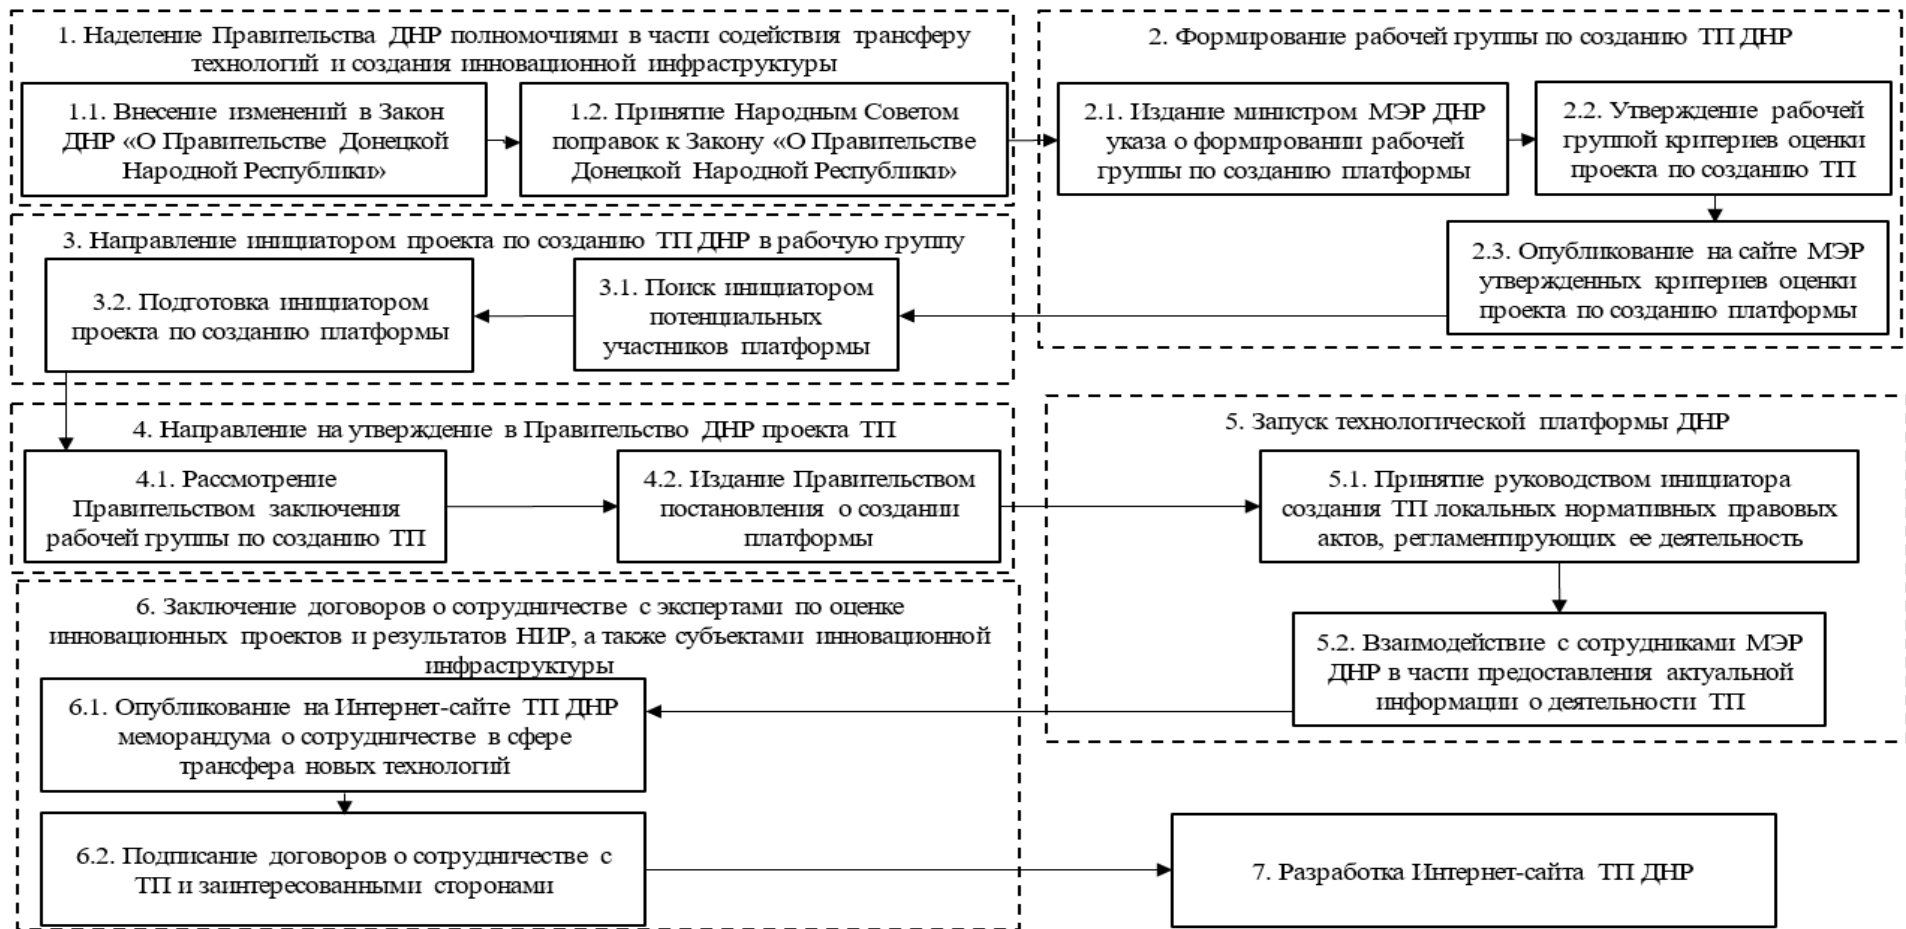 1. Наделение Правительства ДНР полномочиями в части содействия трансферу
технологий и создания инновационной инфраструктуры
1.1. Внесение изменений в Закон
ДНР «О Правительстве Донецкой
Народной Республики»
1.2. Принятие Народным Советом
поправок к Закону «О Правительстве
Донецкой Народной Республики»
2. Формирование рабочей группы по созданию ТП ДНР
2.1. Издание министром МЭР ДНР
указа о формировании рабочей
группы по созданию платформы
2.2. Утверждение рабочей
группой критериев оценки
проекта по созданию ТП
2.3. Опубликование на сайте МЭР
утвержденных критериев оценки
проекта по созданию платформы
3. Направление инициатором проекта по созданию ТП ДНР в рабочую группу
3.2. Подготовка инициатором
проекта по созданию платформы
3.1. Поиск инициатором
потенциальных
участников платформы
4. Направление на утверждение в Правительство ДНР проекта ТП
4.1. Рассмотрение
Правительством заключения
рабочей группы по созданию ТП
4.2. Издание Правительством
постановления о создании
платформы
5. Запуск технологической платформы ДНР
5.1. Принятие руководством инициатора
создания ТП локальных нормативных правовых
актов, регламентирующих ее деятельность
5.2. Взаимодействие с сотрудниками МЭР
ДНР в части предоставления актуальной
информации о деятельности ТП
6. Заключение договоров о сотрудничестве с экспертами по оценке
инновационных проектов и результатов НИР, а также субъектами инновационной
инфраструктуры
6.1. Опубликование на Интернет-сайте ТП ДНР
меморандума о сотрудничестве в сфере
трансфера новых технологий
6.2. Подписание договоров о сотрудничестве с
ТП и заинтересованными сторонами
7. Разработка Интернет-сайта ТП ДНР